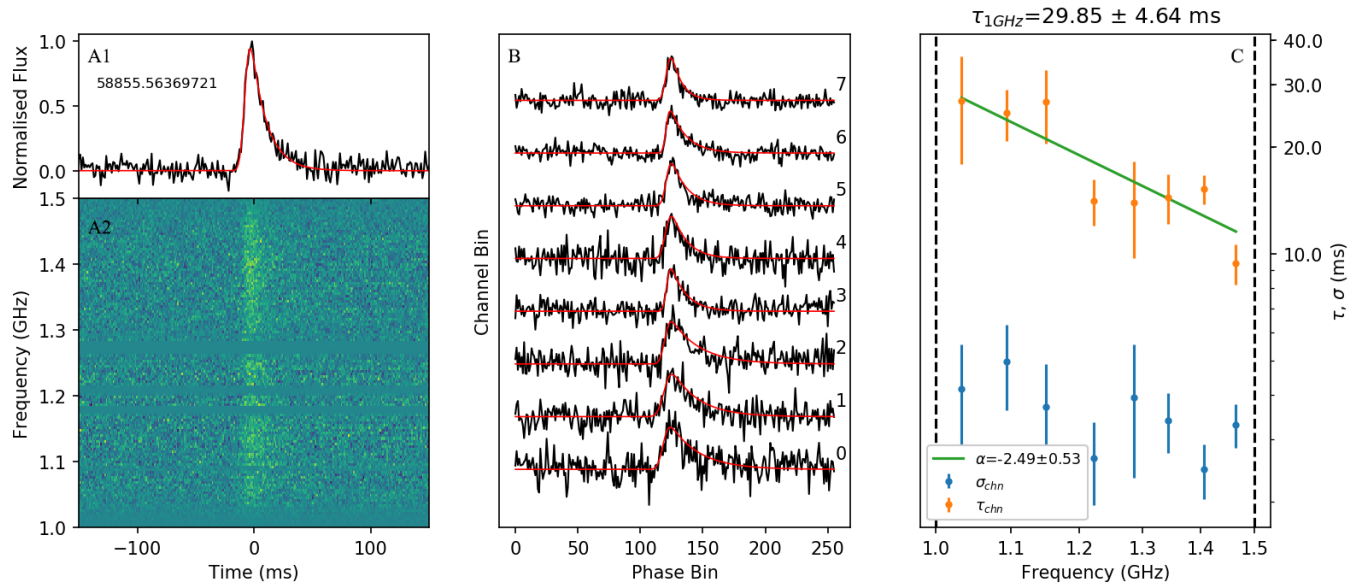 τ1GHz=29.85 ± 4.64 ms
A1
58855.56369721
1.0
0.5
0.0
Normalised Flux
A2
1.5
1.4
1.3
1.2
1.1
1.0
Frequency (GHz)
−100
0
100
Time (ms)
B
7
6
5
4
3
2
1
0
Channel Bin
0
50
100
150
200
250
Phase Bin
C
40.0
30.0
20.0
10.0
τ, σ (ms)
α=-2.49±0.53
σchn
τchn
1.0
1.1
1.2
1.3
1.4
1.5
Frequency (GHz)